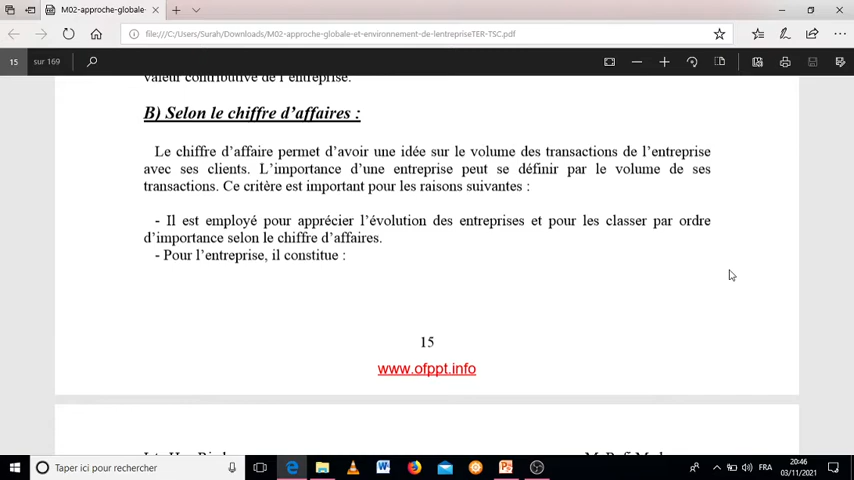 M02-approche-globale-
file:///C:/Users/Surah/Downloads/M02-approche-globale-et-environnement-de-lentrepriseTER-TSC.pdf
15 sur 169
valeur contributive de l'entreprise.
B) Selon le chiffre d'affaires :
Le chiffre d'affaire permet d'avoir une idée sur le volume des transactions de l'entreprise
avec ses clients. L'importance d'une entreprise peut se définir par le volume de ses
transactions. Ce critère est important pour les raisons suivantes :
- Il est employé pour apprécier l'évolution des entreprises et pour les classer par ordre
d'importance selon le chiffre d'affaires.
- Pour l'entreprise, il constitue :
15
www.ofppt.info
Taper ici pour rechercher
FRA
20:46
03/11/2021